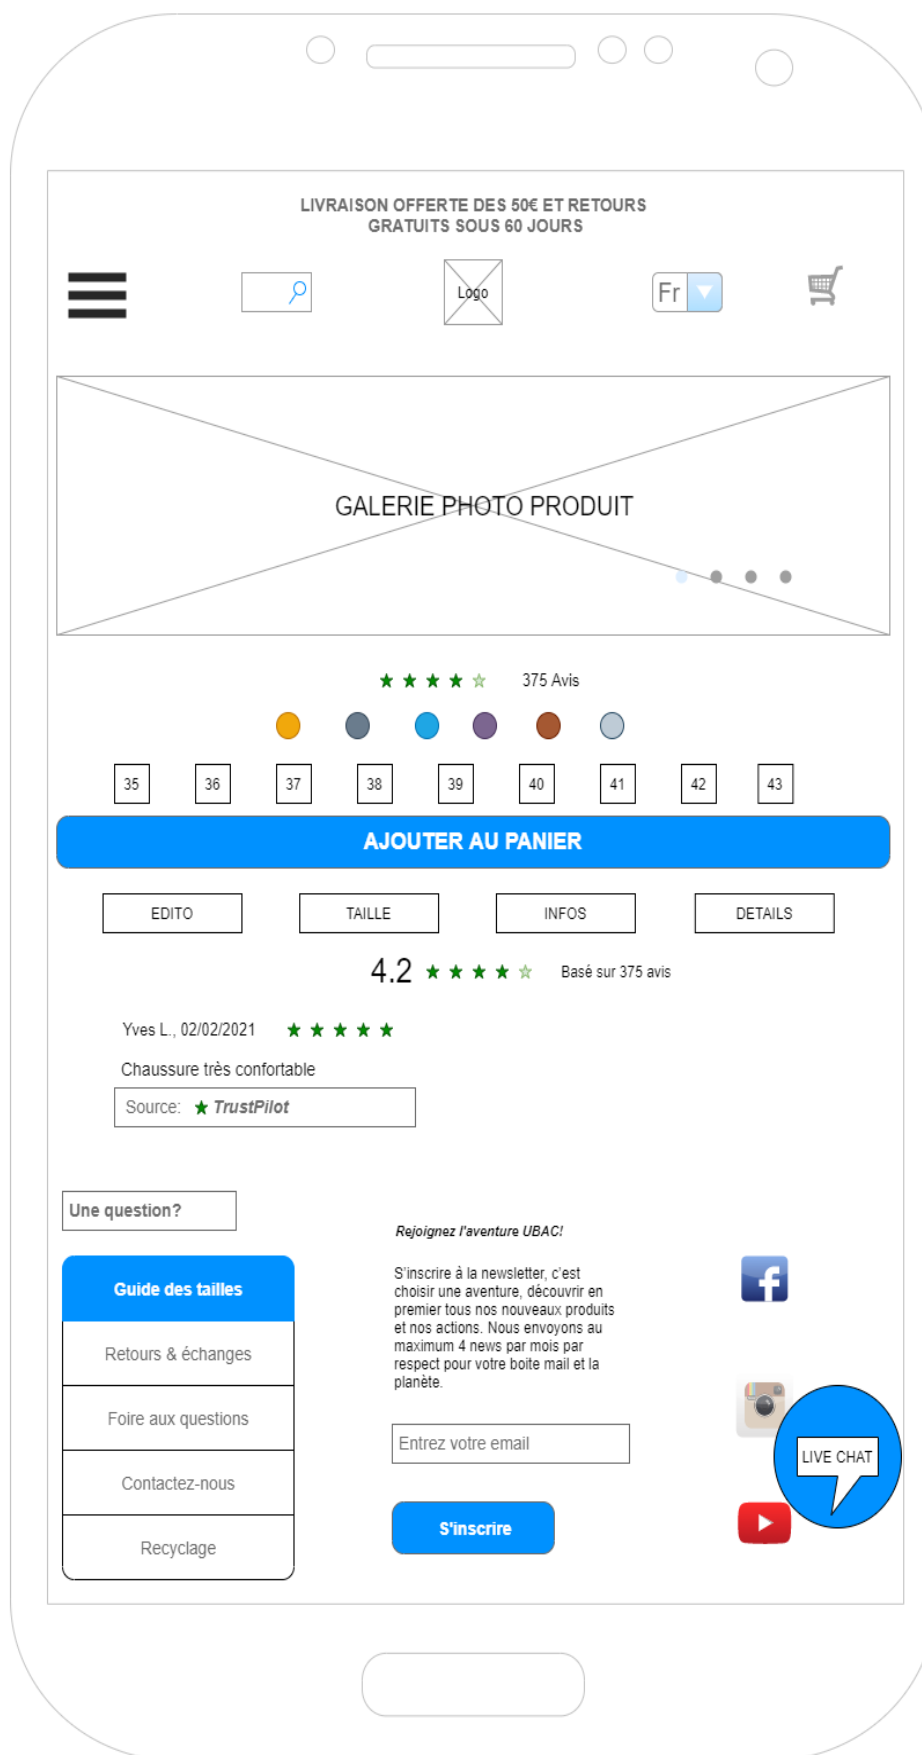 LIVRAISON OFFERTE DES 50€ ET RETOURS
GRATUITS SOUS 60 JOURS
Logo
Fr
GALERIE PHOTO PRODUIT
375 Avis
35 36 37 38 39 40 41 42 43
AJOUTER AU PANIER
EDITO TAILLE INFOS DETAILS
4.2 Basé sur 375 avis
Yves L., 02/02/2021
Chaussure très confortable
Source: TrustPilot
Une question?
Guide des tailles
Retours & échanges
Foire aux questions
Contactez-nous
Recyclage
Rejoignez l'aventure UBAC!
S'inscrire à la newsletter, c'est
choisir une aventure, découvrir en
premier tous nos nouveaux produits
et nos actions. Nous envoyons au
maximum 4 news par mois par
respect pour votre boite mail et la
planète.
Entrez votre email
S'inscrire
LIVE CHAT